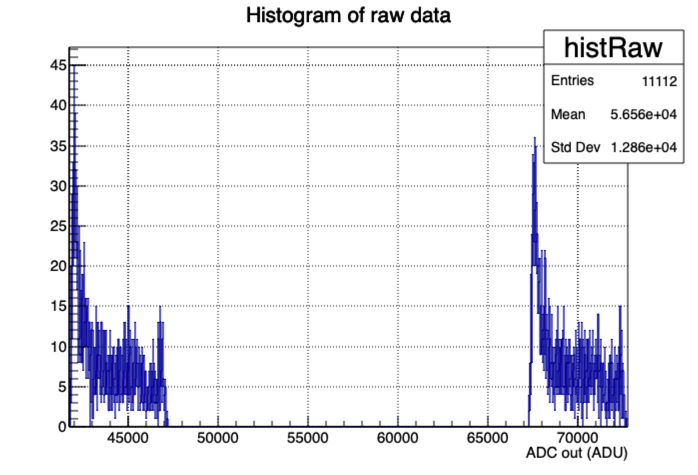 Histogram of raw data
histRaw
Entries 11112
Mean 5.656e+04
Std Dev 1.286e+04
45
40
35
30
25
20
15
10
5
0
45000 50000 55000 60000 65000 70000
ADC out (ADU)